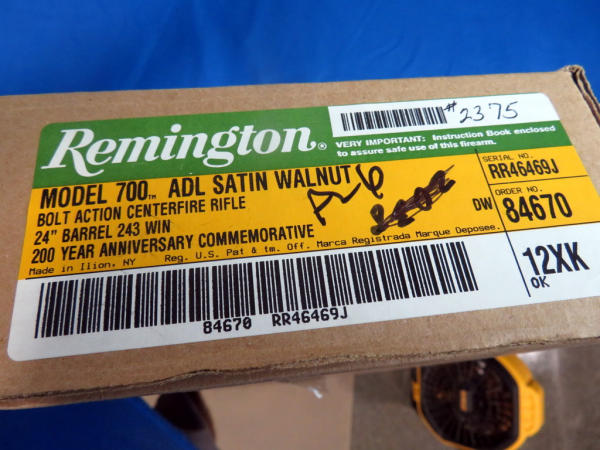 #2375
Remington®
VERY IMPORTANT: Instruction Book enclosed
to assure safe use of this firearm.
MODEL 700™ ADL SATIN WALNUT
BOLT ACTION CENTERFIRE RIFLE
24" BARREL 243 WIN
200 YEAR ANNIVERSARY COMMEMORATIVE
Made in Ilion, NY Reg. U.S. Pat & tm. Off. Marca Registrada Marque Deposee.
SERIAL NO.
RR46469J
ORDER NO.
DW 84670
12XK
OK
84670 RR46469J